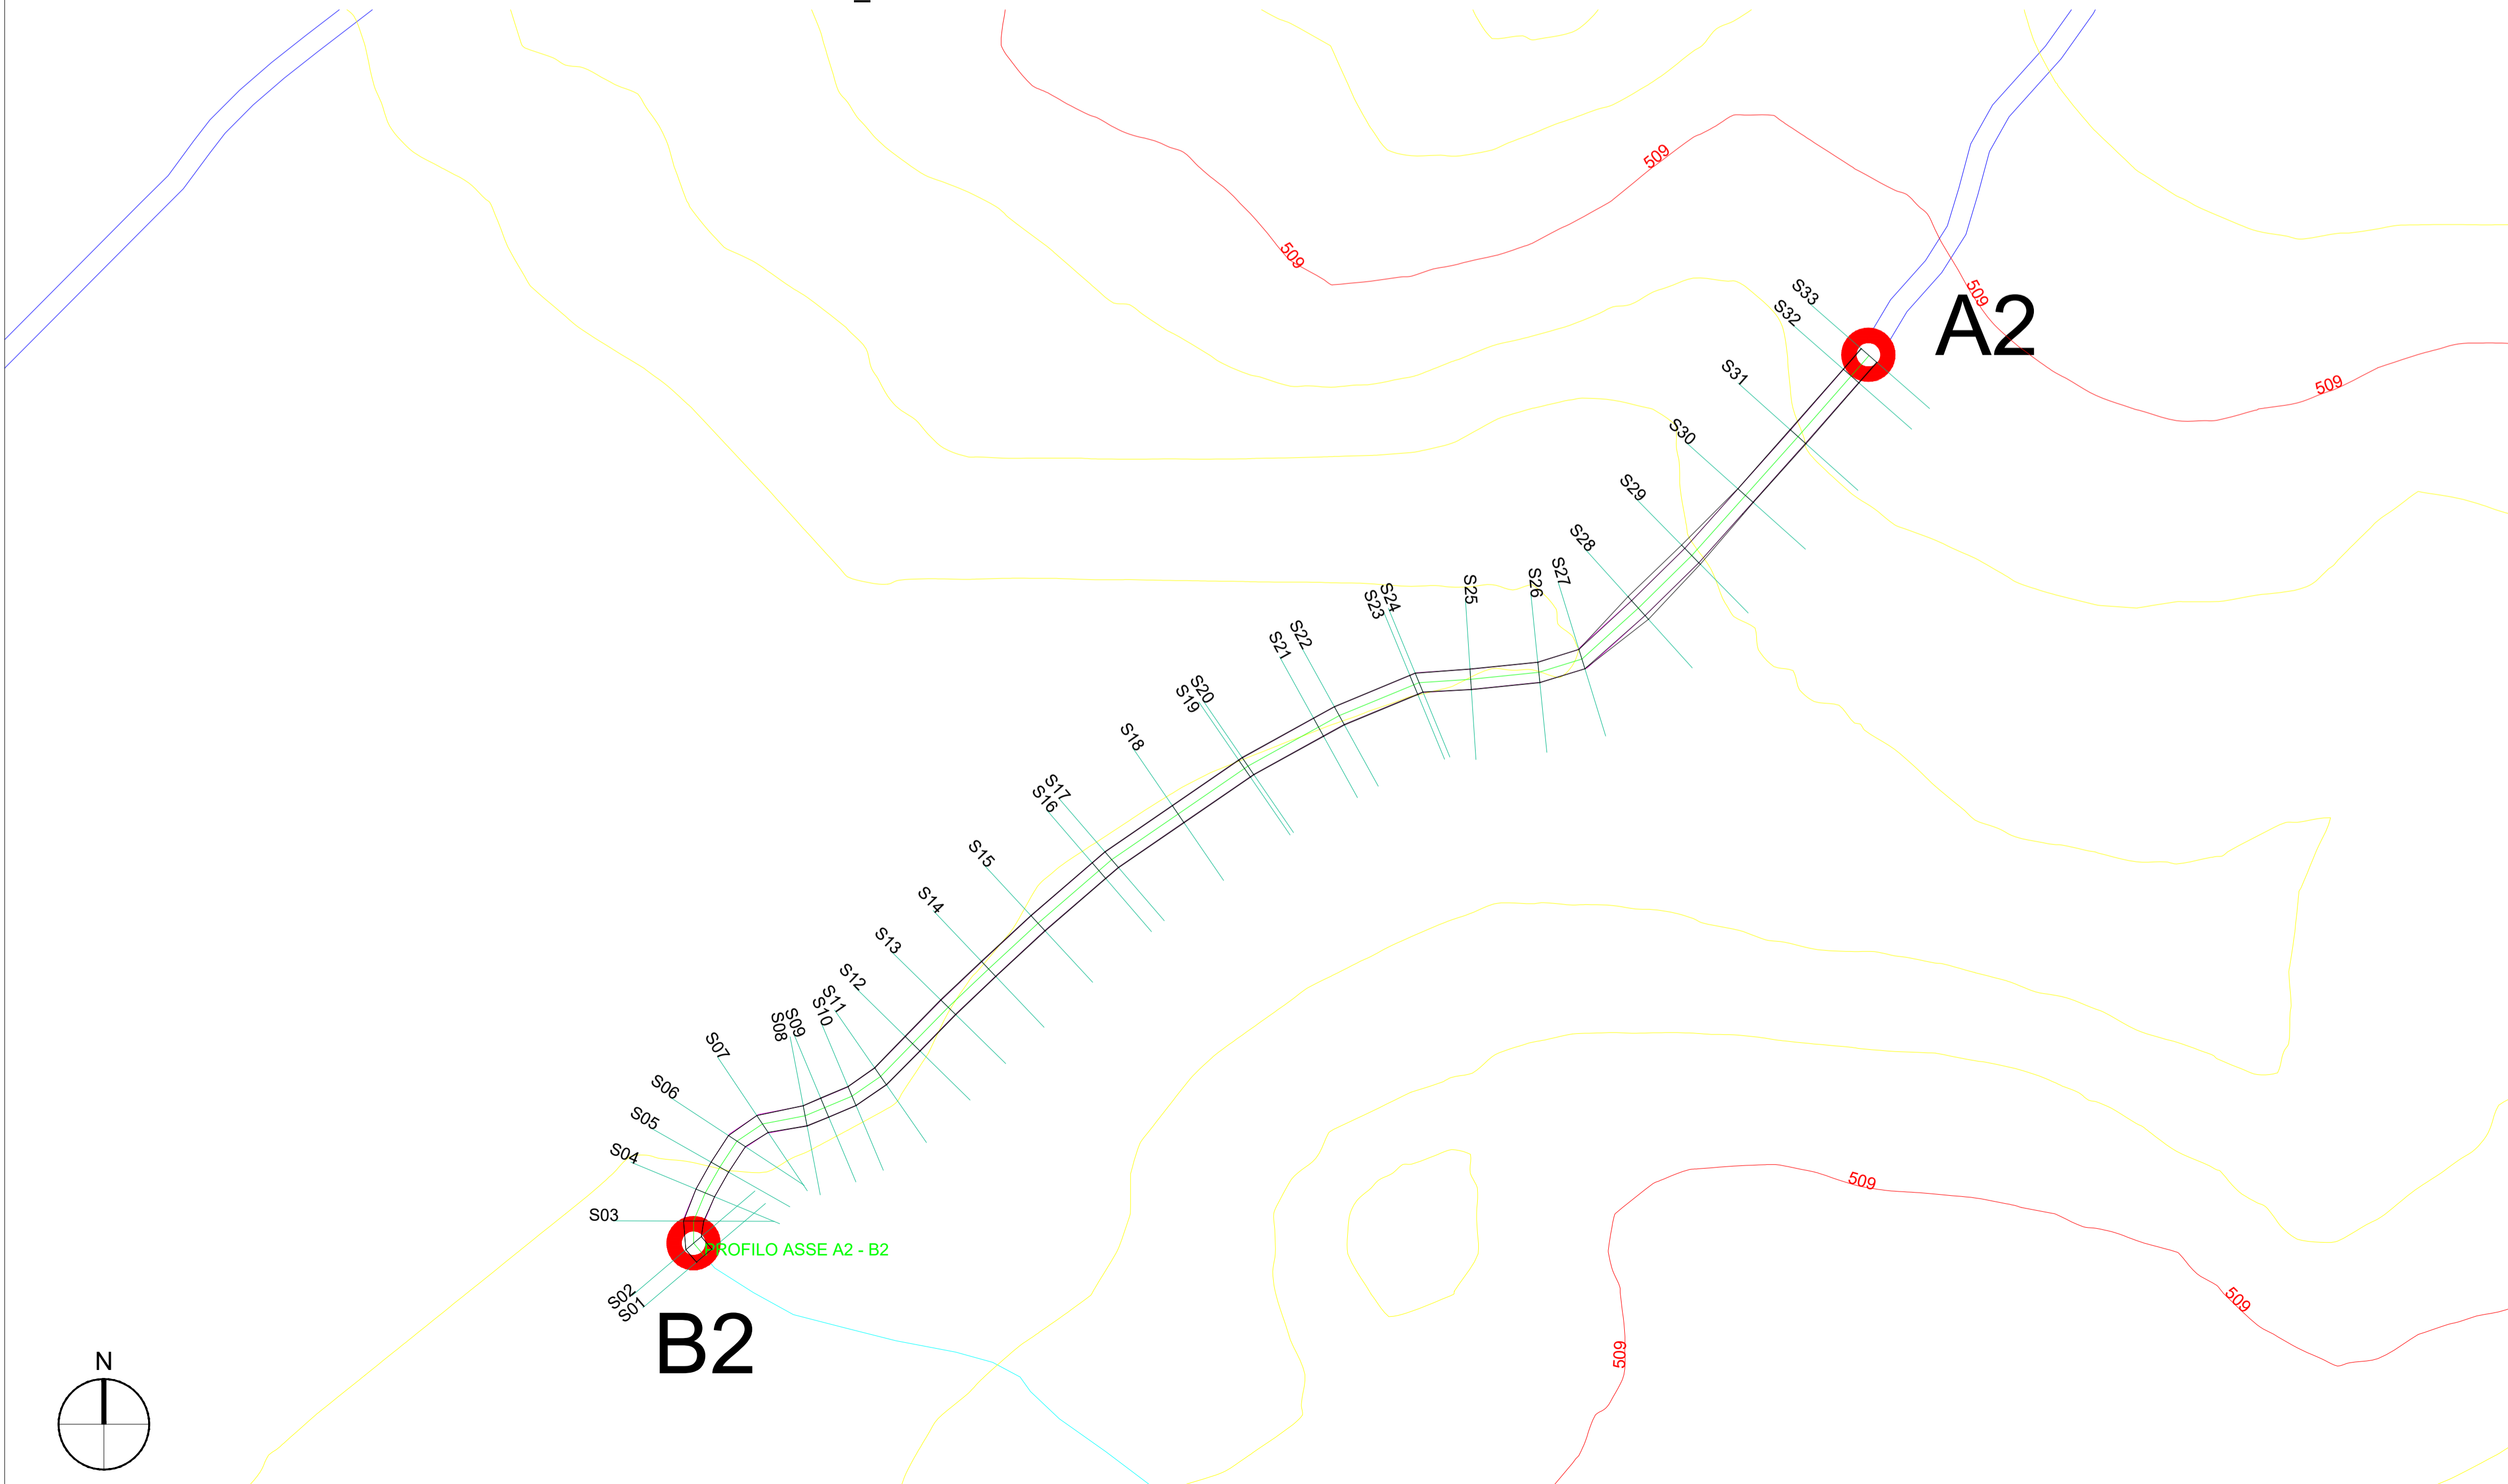 509
509
S33
509
S32
A2
S31
509
S30
S29
S28
S27
S26
S25
S24
S23
S22
S21
S20
S19
S18
S17
S16
S15
S14
S13
S12
S11
S10
S09
S08
S07
S06
S05
S04
509
S03
PROFILO ASSE A2 - B2
S02
S01
509
B2
509
N